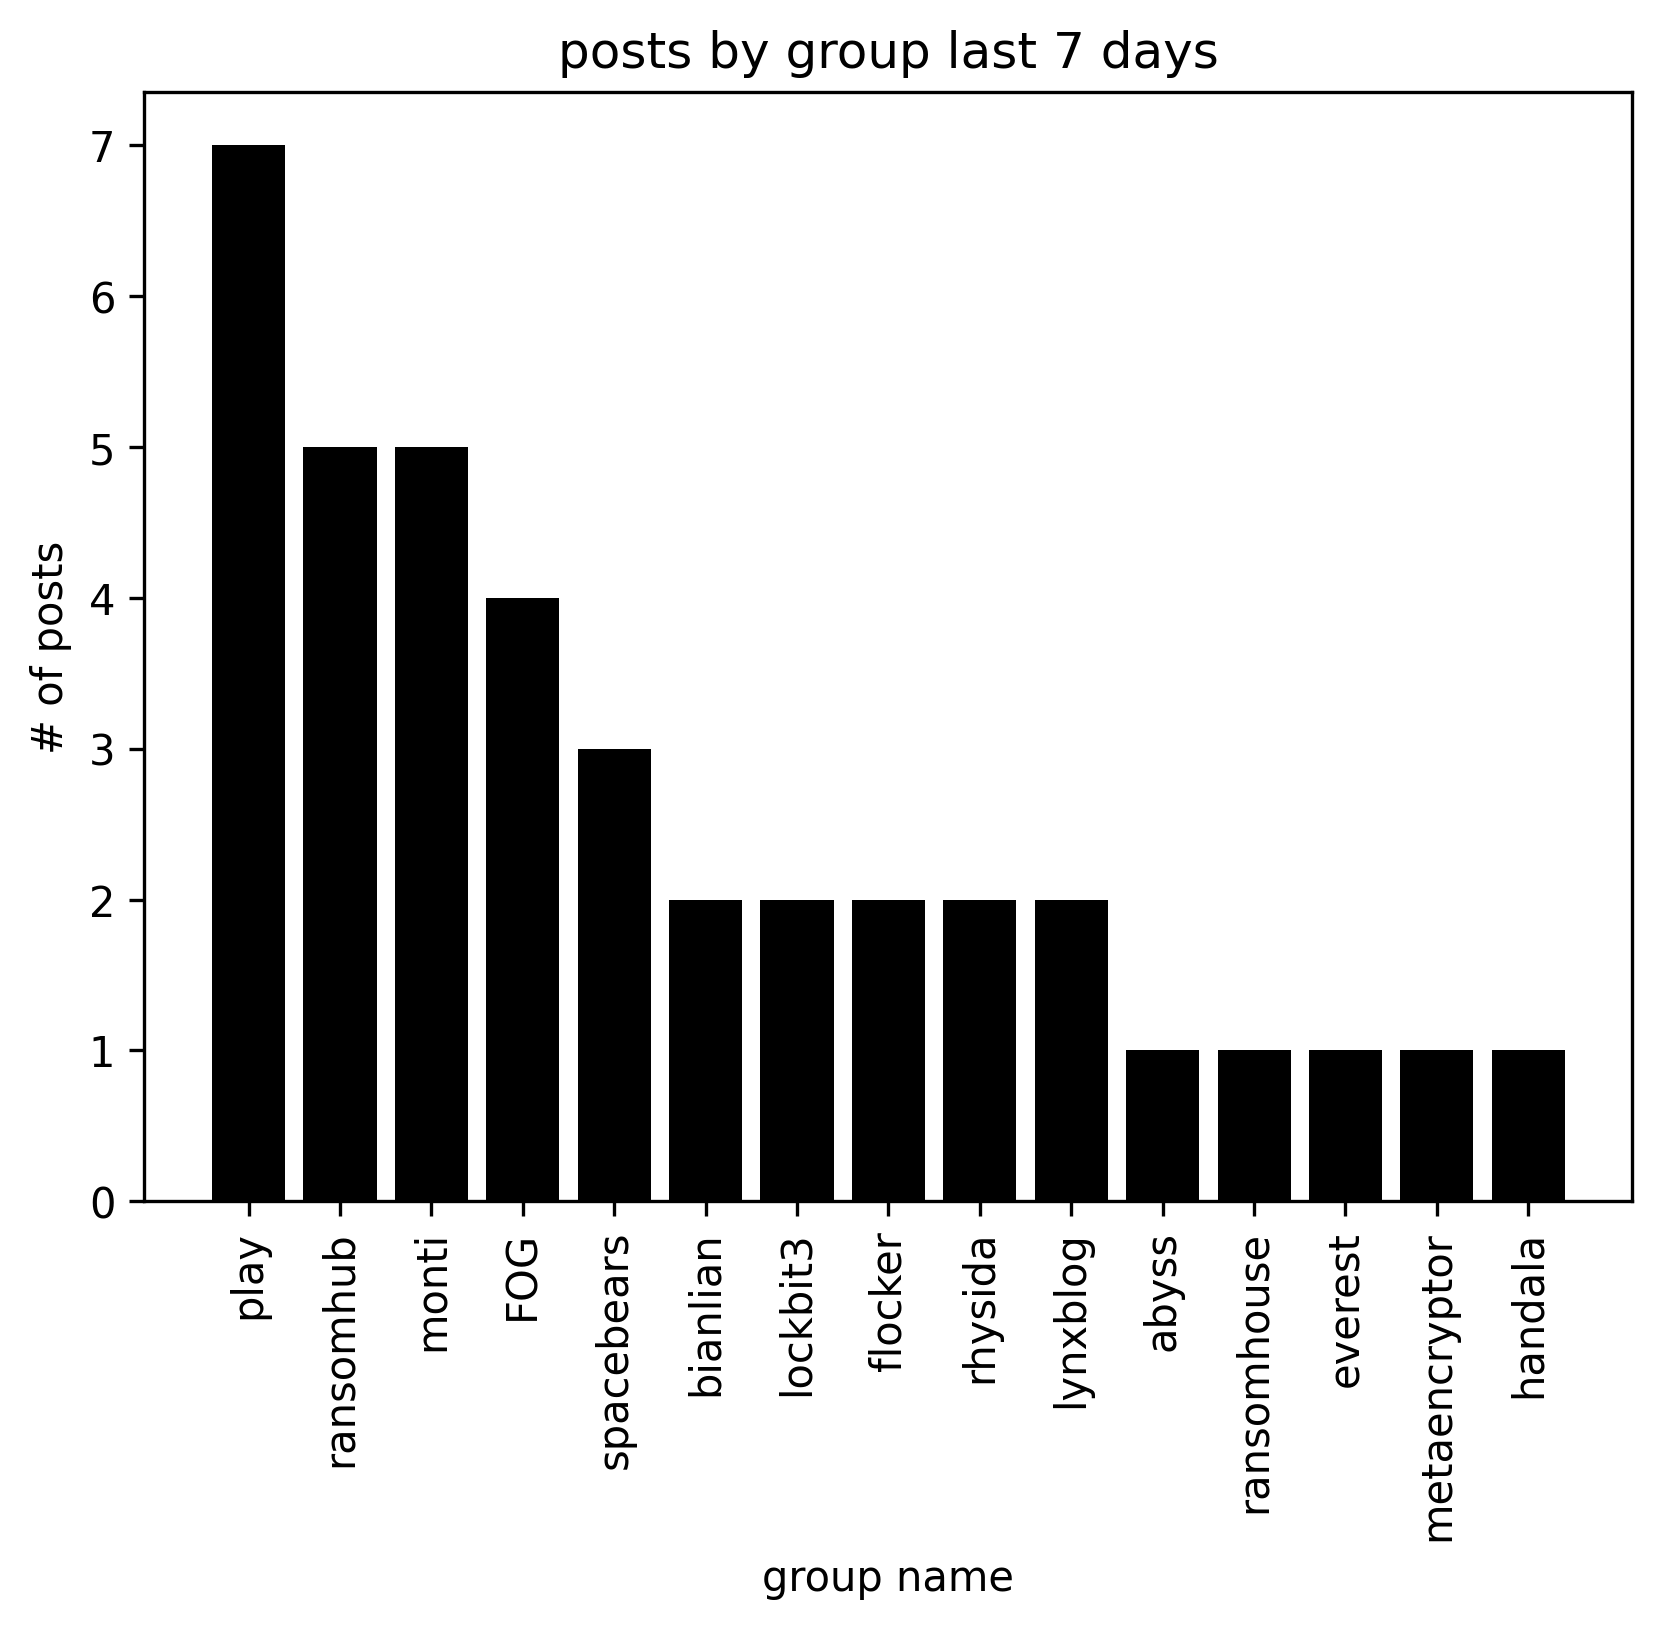 posts by group last 7 days
# of posts
7
6
5
4
3
2
1
0
play
ransomhub
monti
FOG
spacebears
bianlian
lockbit3
flocker
rhysida
lynxblog
abyss
ransomhouse
everest
metaencryptor
handala
group name